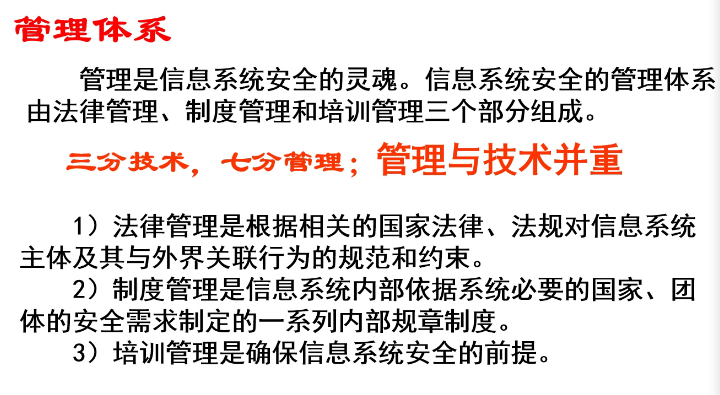 管理体系
管理是信息系统安全的灵魂。信息系统安全的管理体系
由法律管理、制度管理和培训管理三个部分组成。
三分技术，七分管理；管理与技术并重
1）法律管理是根据相关的国家法律、法规对信息系统
主体及其与外界关联行为的规范和约束。
2）制度管理是信息系统内部依据系统必要的国家、团
体的安全需求制定的一系列内部规章制度。
3）培训管理是确保信息系统安全的前提。